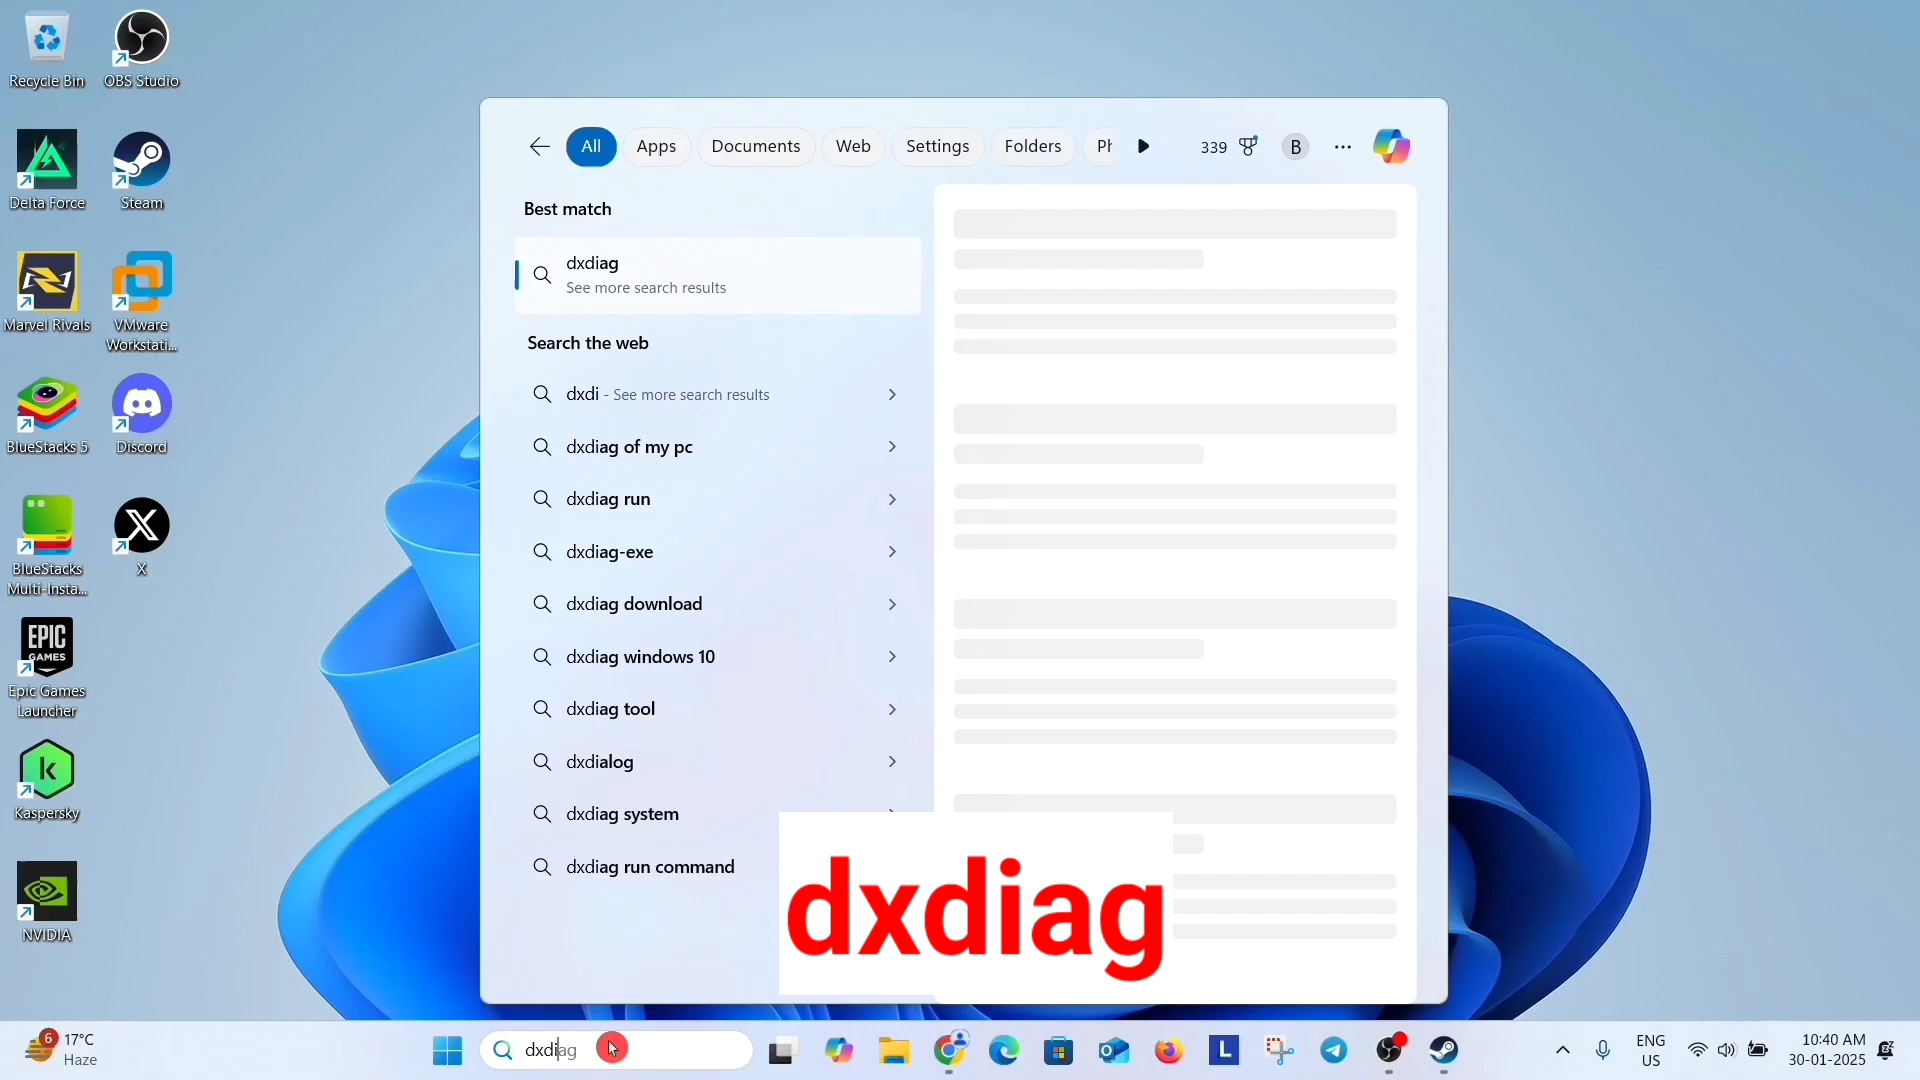 Recycle Bin
OBS Studio
Delta Force
Steam
Marvel Rivals
VMware
Workstati...
BlueStacks 5
Discord
BlueStacks
Multi-Insta...
X
EPIC
GAMES
Epic Games
Launcher
Kaspersky
NVIDIA
All
Apps
Documents
Web
Settings
Folders
Ph
339
B
Best match
dxdiag
See more search results
Search the web
dxdi - See more search results
dxdiag of my pc
dxdiag run
dxdiag-exe
dxdiag download
dxdiag windows 10
dxdiag tool
dxdialog
dxdiag system
dxdiag run command
dxdiag
6
17°C
Haze
dxdiag
L
ENG
US
10:40 AM
30-01-2025